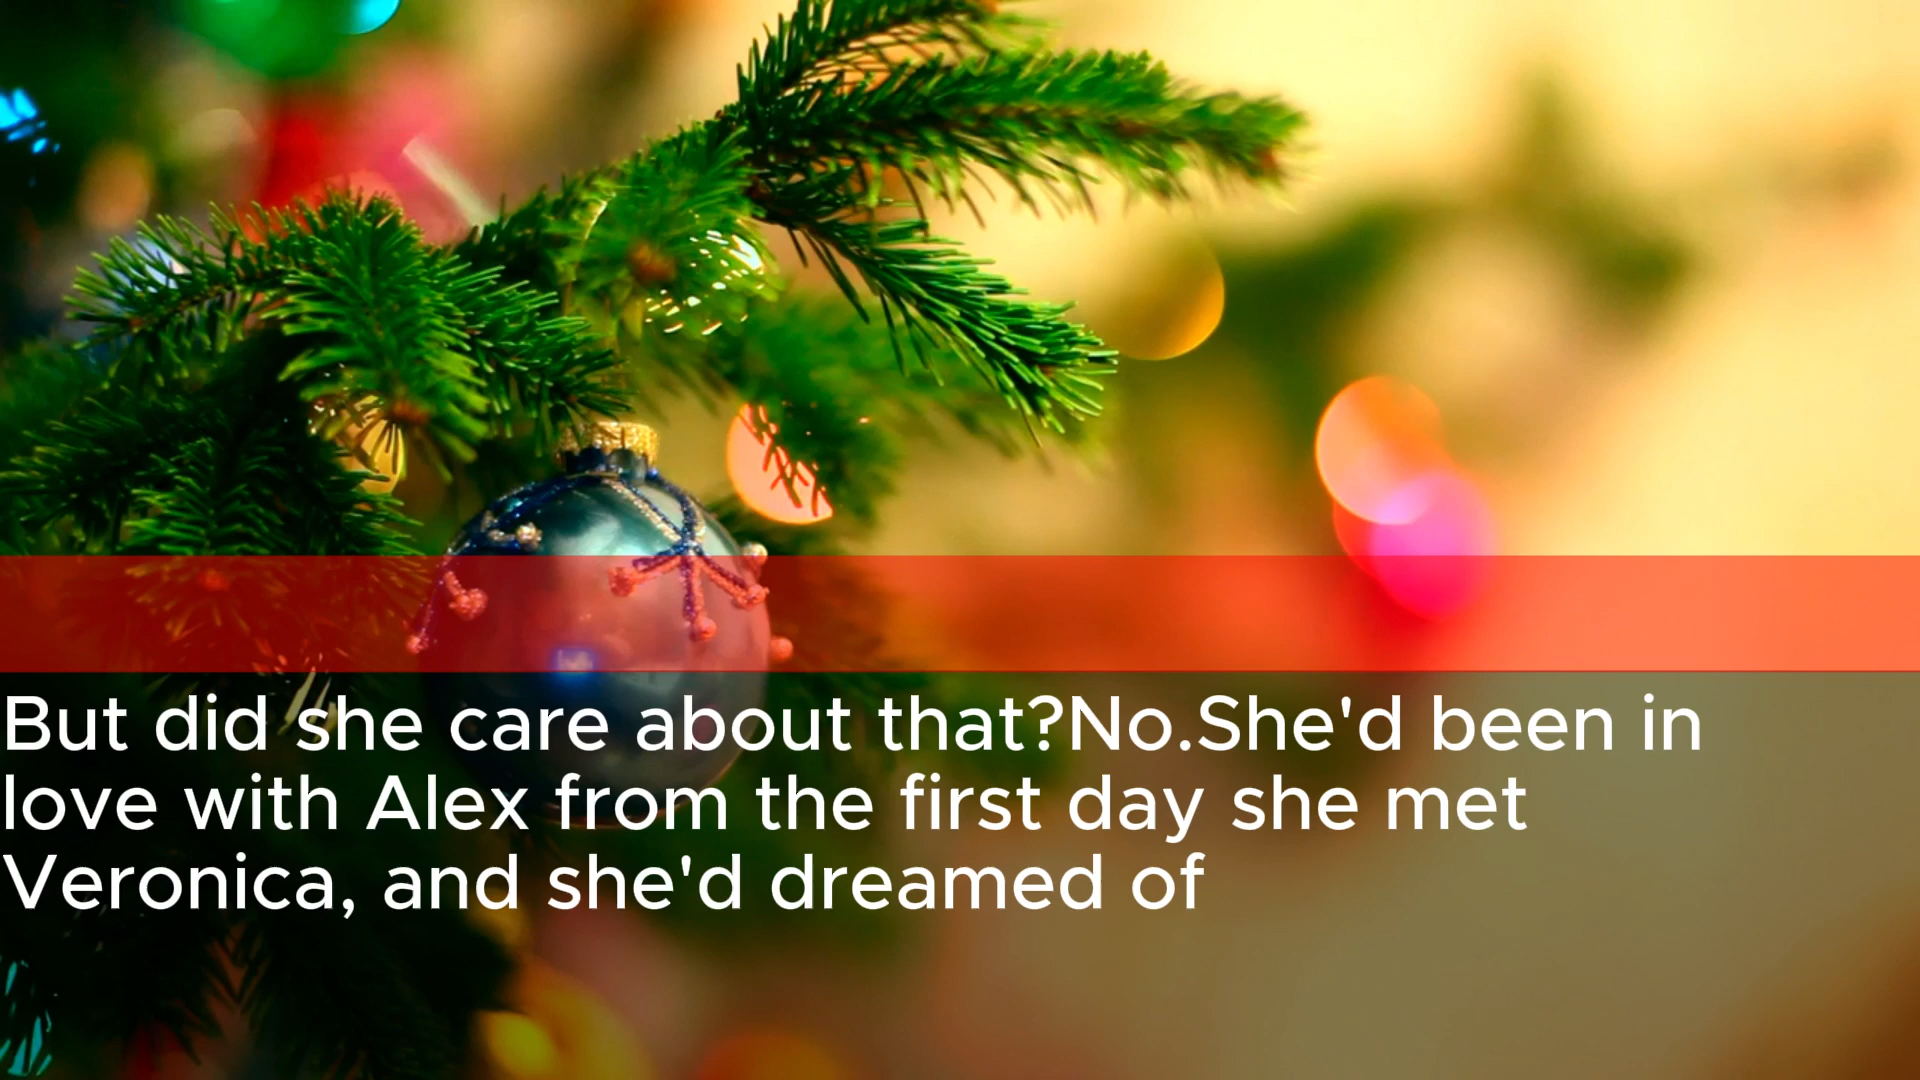 But did she care about that?No.She'd been in
love with Alex from the first day she met
Veronica, and she'd dreamed of